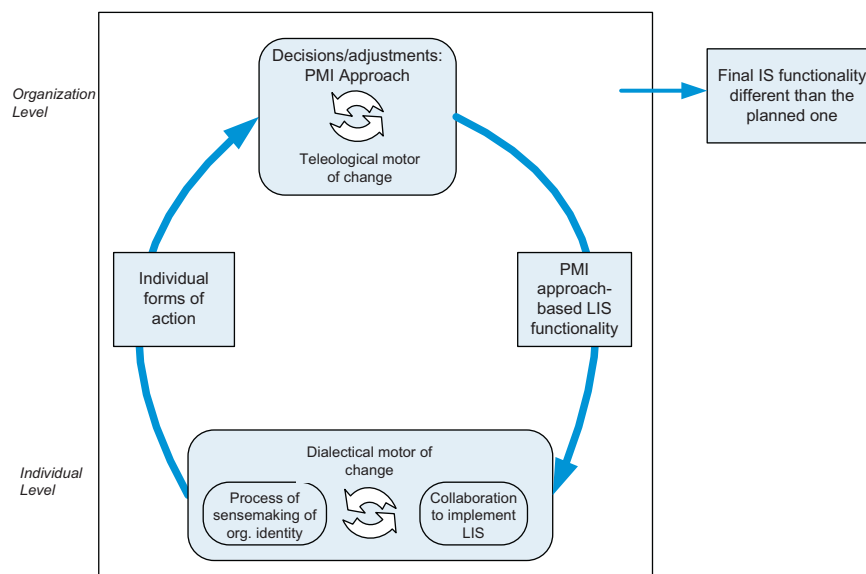 Organization
Level
Decisions/adjustments:
PMI Approach
Teleological motor
of change
Final IS functionality
different than the
planned one
Individual
forms of
action
PMI
approach-
based LIS
functionality
Individual
Level
Dialectical motor of
change
Process of
sensemaking of
org. identity
Collaboration
to implement
LIS